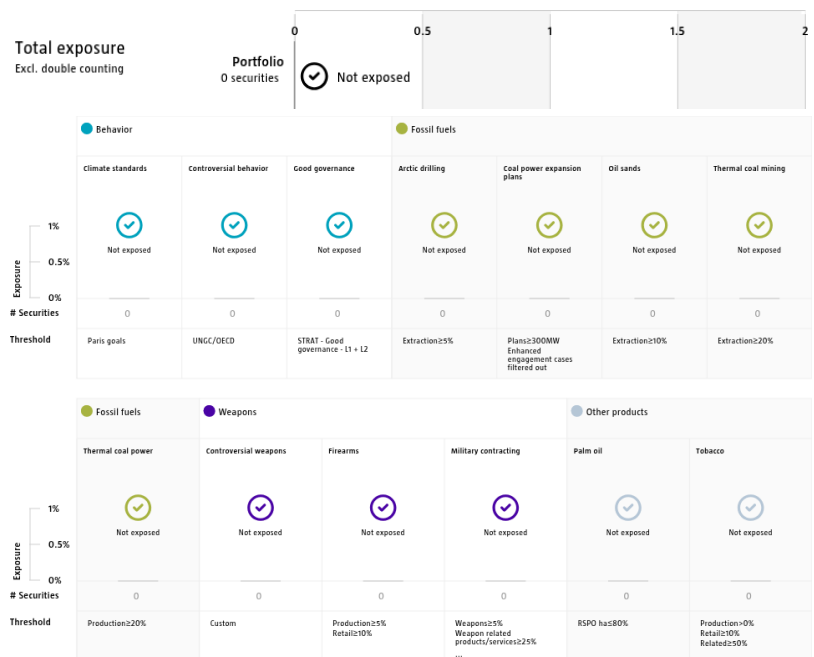 0 0.5 1 1.5 2
Total exposure
Excl. double counting
Portfolio
0 securities
Not exposed
Behavior
Fossil fuels
Climate standards
Controversial behavior
Good governance
Arctic drilling
Coal power expansion
plans
Oil sands
Thermal coal mining
1%
0.5%
0%
Exposure
Not exposed Not exposed Not exposed Not exposed Not exposed Not exposed Not exposed
# Securities 0 0 0 0 0 0 0
Threshold
Paris goals
UNGC/OECD
STRAT - Good
governance - L1 + L2
Extraction≥5%
Plans≥300MW
Enhanced
engagement cases
filtered out
Extraction≥10%
Extraction≥20%
Fossil fuels
Weapons
Other products
Thermal coal power
Controversial weapons
Firearms
Military contracting
Palm oil
Tobacco
1%
0.5%
0%
Exposure
Not exposed Not exposed Not exposed Not exposed Not exposed Not exposed
# Securities 0 0 0 0 0 0
Threshold
Production≥20%
Custom
Production≥5%
Retail≥10%
Weapons≥5%
Weapon related
products/services≥25%
RSPO ha≤80%
Production>0%
Retail≥10%
Related≥50%